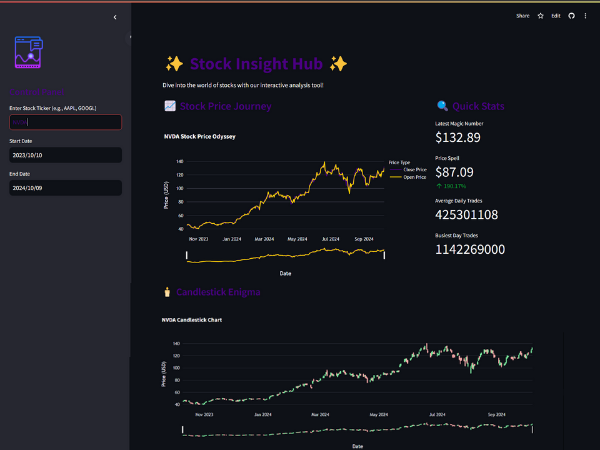 Share
Edit
✨ Stock Insight Hub ✨
Dive into the world of stocks with our interactive analysis tool!
Enter Stock Ticker (e.g., AAPL, GOOGL)
Start Date
2023/10/10
End Date
2024/10/09
Stock Price Journey
NVDA Stock Price Odyssey
Price (USD)
140
120
100
80
60
40
Nov 2023 Jan 2024 Mar 2024 May 2024 Jul 2024 Sep 2024
Date
Price Type
Close Price
Open Price
Quick Stats
Latest Magic Number
$132.89
Price Spell
$87.09
↑ 190.17%
Average Daily Trades
425301108
Busiest Day Trades
1142269000
Candlestick Enigma
NVDA Candlestick Chart
Price (USD)
140
120
100
80
60
40
Nov 2023 Jan 2024 Mar 2024 May 2024 Jul 2024 Sep 2024
Date